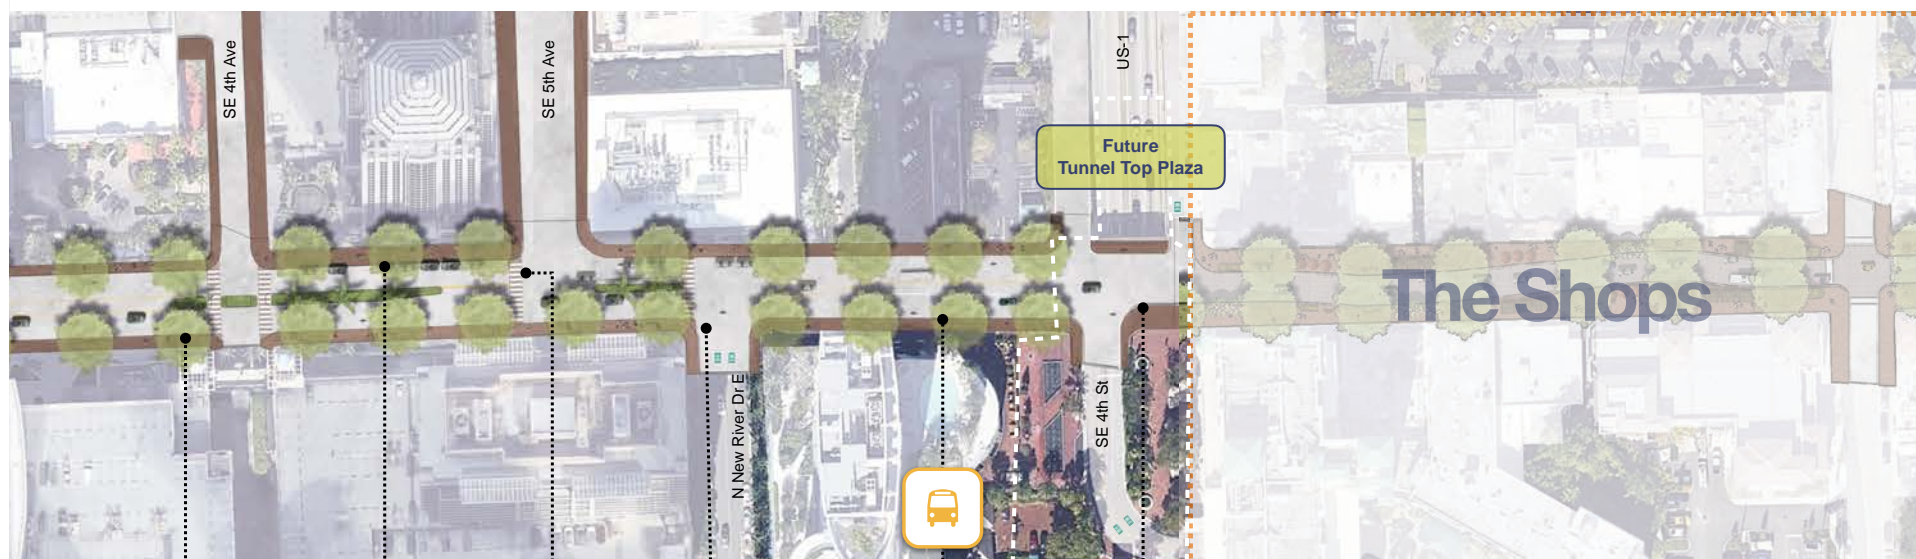 SE 4th Ave
SE 5th Ave
US-1
Future
Tunnel Top Plaza
The Shops
N New River Dr E
SE 4th St